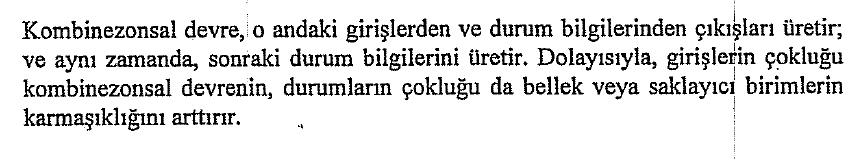 Kombinezonsal devre, o andaki girişlerden ve durum bilgilerinden çıkışları üretir;
ve aynı zamanda, sonraki durum bilgilerini üretir. Dolayısıyla, girişlerin çokluğu
kombinezonsal devrenin, durumların çokluğu da bellek veya saklayıcı birimlerin
karmaşıklığını arttırır.